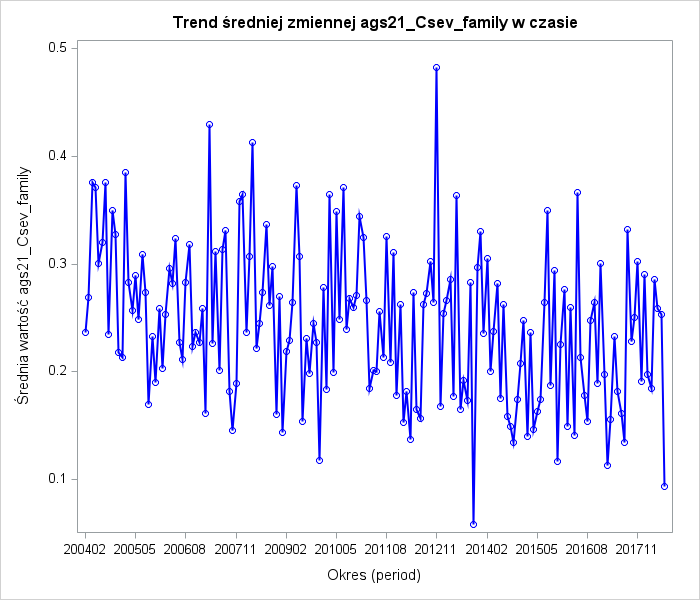 Trend średniej zmiennej ags21_Csev_family w czasie
Średnia wartość ags21_Csev_family
0.5
0.4
0.3
0.2
0.1
200402 200505 200608 200711 200902 201005 201108 201211 201402 201505 201608 201711
Okres (period)